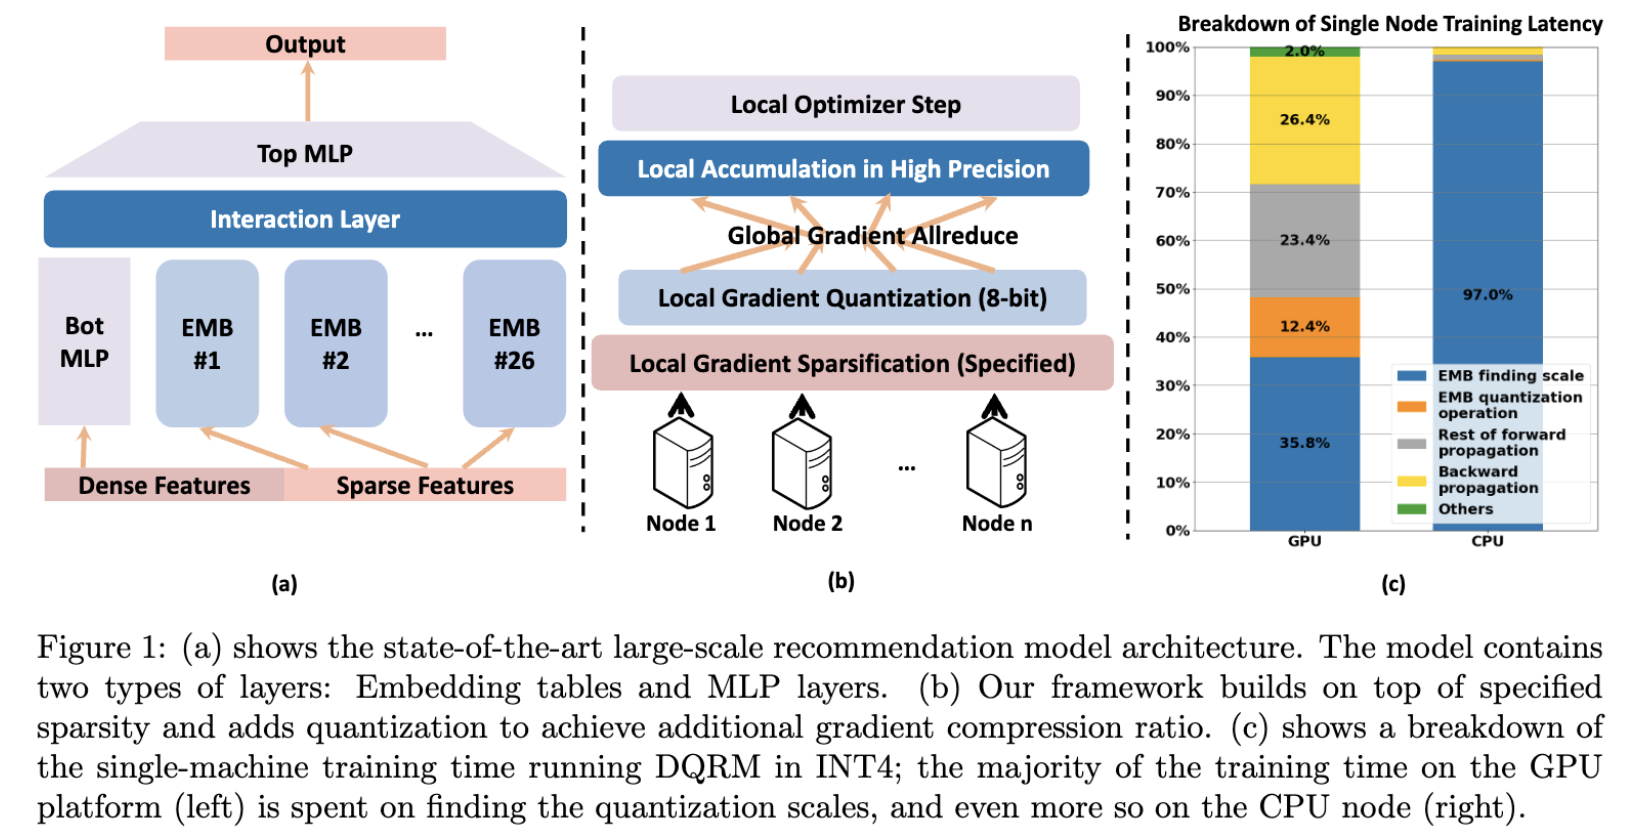 Output
Top MLP
Interaction Layer
Bot
MLP
EMB
#1
EMB
#2
...
EMB
#26
Dense Features
Sparse Features
(a)
Local Optimizer Step
Local Accumulation in High Precision
Global Gradient Allreduce
Local Gradient Quantization (8-bit)
Local Gradient Sparsification (Specified)
...
Node 1
Node 2
Node n
(b)
Breakdown of Single Node Training Latency
100%
90%
80%
70%
60%
50%
40%
30%
20%
10%
0%
2.0%
26.4%
23.4%
12.4%
35.8%
97.0%
EMB finding scale
EMB quantization
operation
Rest of forward
propagation
Backward
propagation
Others
GPU
CPU
(c)
Figure 1: (a) shows the state-of-the-art large-scale recommendation model architecture. The model contains
two types of layers: Embedding tables and MLP layers. (b) Our framework builds on top of specified
sparsity and adds quantization to achieve additional gradient compression ratio. (c) shows a breakdown of
the single-machine training time running DQRM in INT4; the majority of the training time on the GPU
platform (left) is spent on finding the quantization scales, and even more so on the CPU node (right).